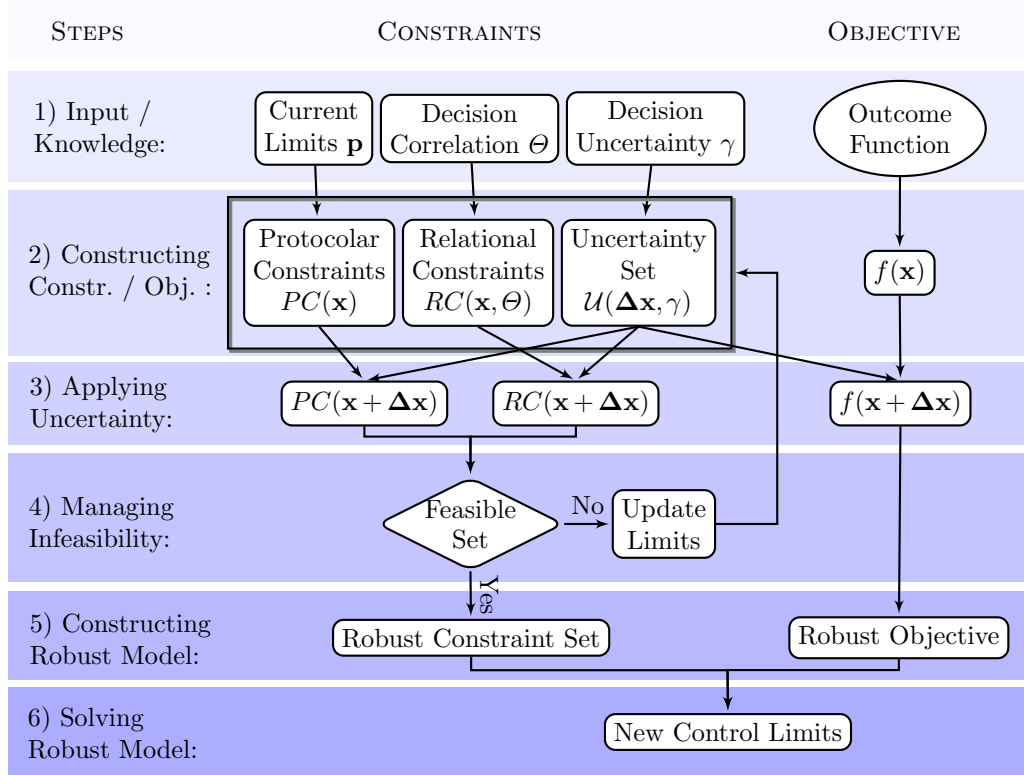 STEPS
CONSTRAINTS
OBJECTIVE
1) Input /
Knowledge:
Current
Limits p
Decision
Correlation Θ
Decision
Uncertainty γ
Outcome
Function
2) Constructing
Constr. / Obj. :
Protocolar
Constraints
PC(x)
Relational
Constraints
RC(x, Θ)
Uncertainty
Set
U(Δx, γ)
f(x)
3) Applying
Uncertainty:
PC(x + Δx)
RC(x + Δx)
f(x + Δx)
4) Managing
Infeasibility:
Feasible
Set
No
Update
Limits
Yes
5) Constructing
Robust Model:
Robust Constraint Set
Robust Objective
6) Solving
Robust Model:
New Control Limits